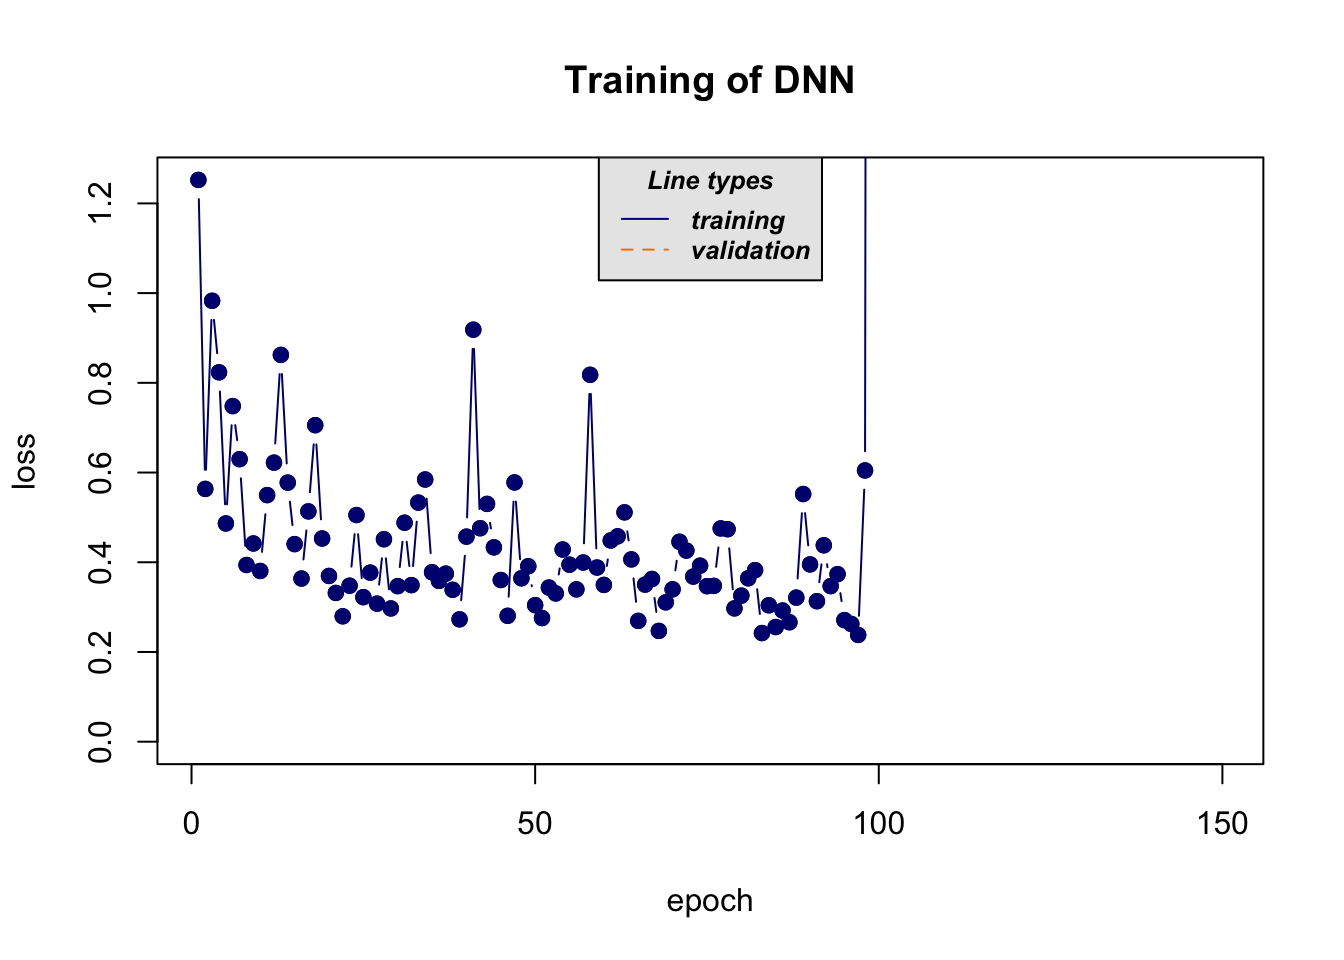 Training of DNN
Line types
training
validation
loss
1.2
1.0
0.8
0.6
0.4
0.2
0.0
0 50 100 150
epoch